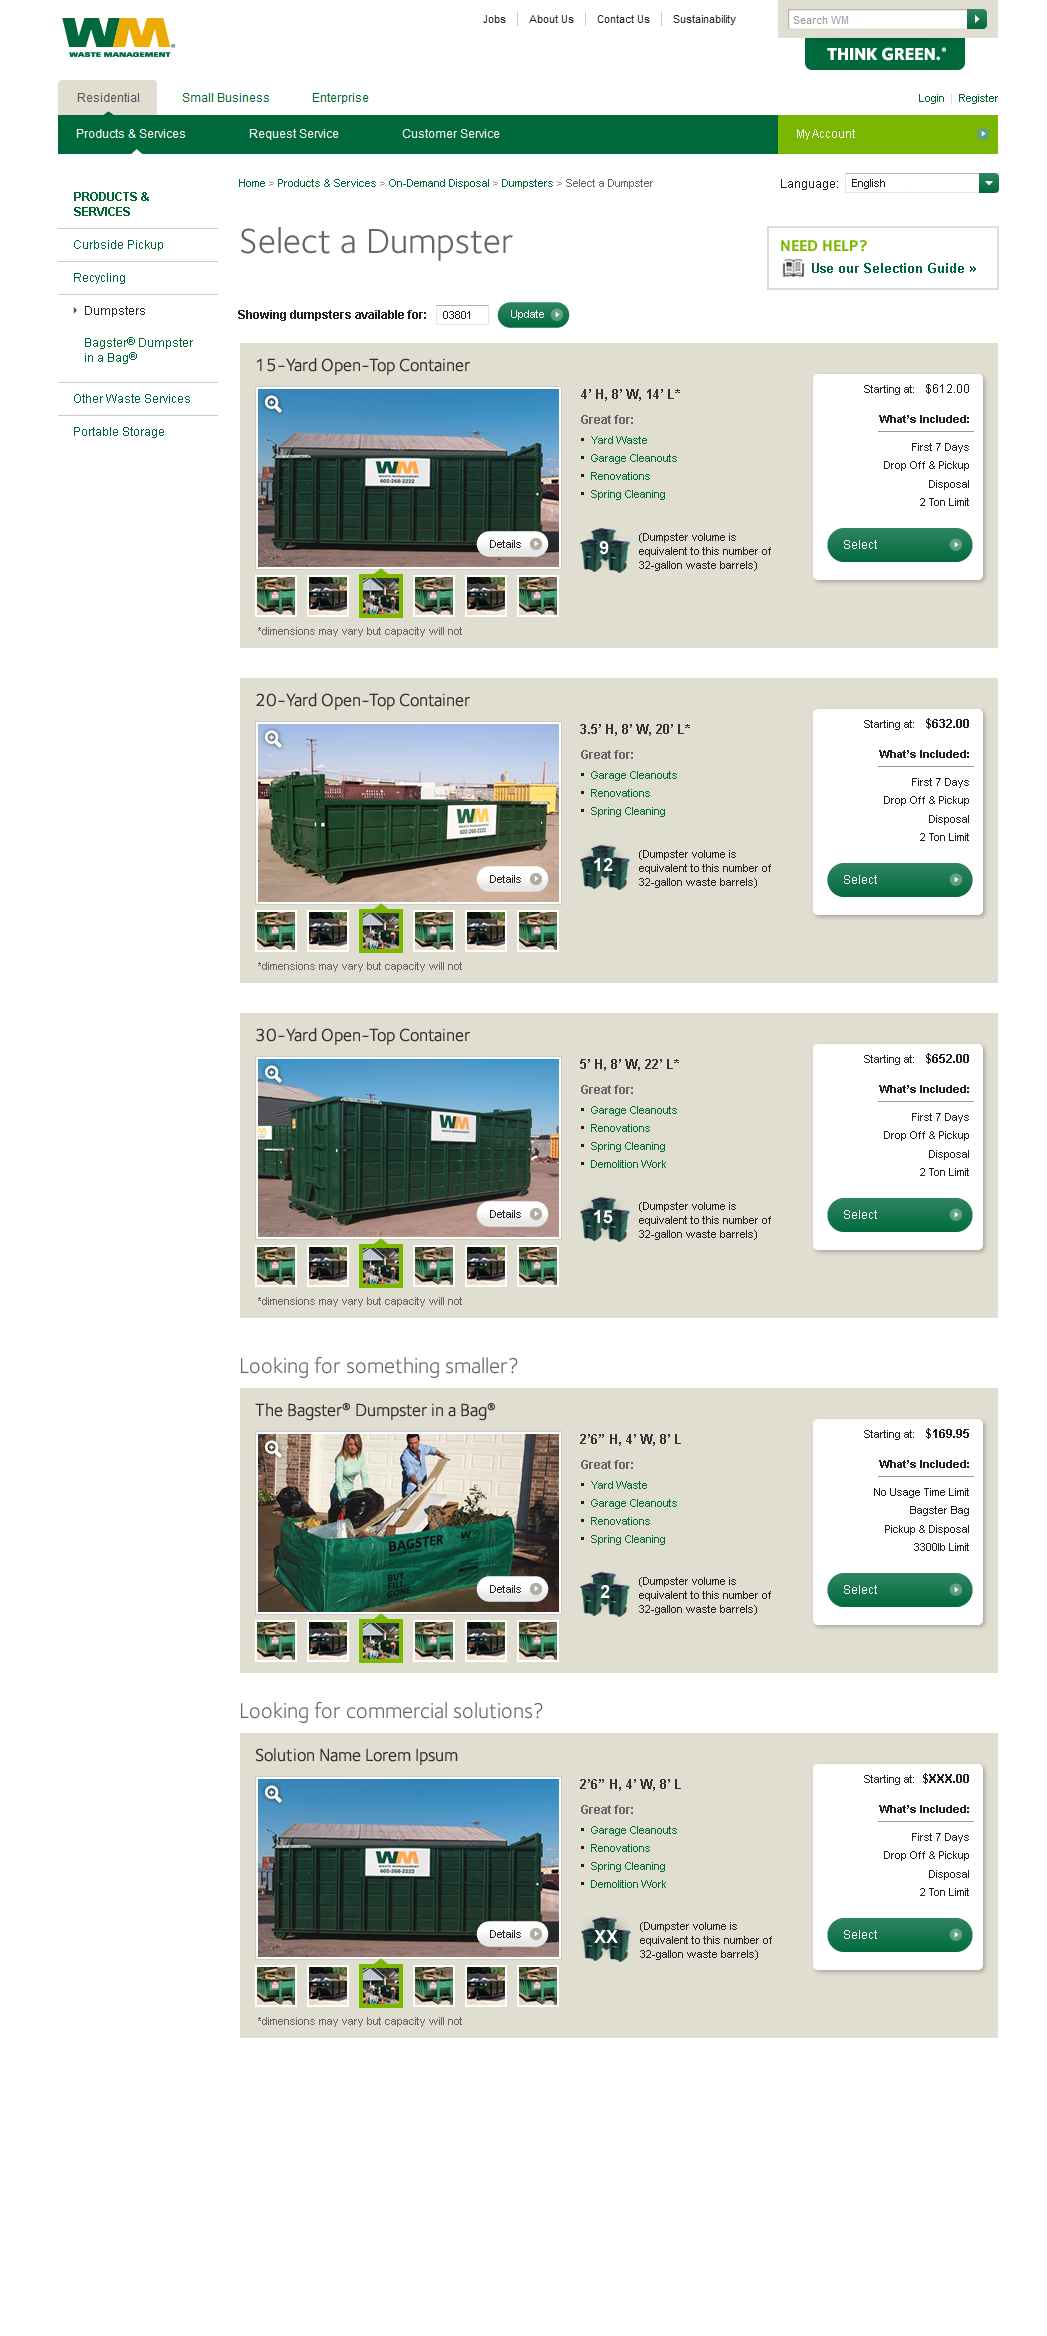 Jobs
About Us
Contact Us
Sustainability
Search WM
WM
WASTE MANAGEMENT
THINK GREEN.®
Residential
Small Business
Enterprise
Login
Register
Products & Services
Request Service
Customer Service
My Account
Home > Products & Services > On-Demand Disposal > Dumpsters > Select a Dumpster
Language: English
PRODUCTS &
SERVICES
Curbside Pickup
Recycling
Dumpsters
Bagster® Dumpster
in a Bag®
Other Waste Services
Portable Storage
Select a Dumpster
NEED HELP?
Use our Selection Guide »
Showing dumpsters available for: 03801 Update
15-Yard Open-Top Container
WM
WASTE MANAGEMENT
602-268-2222
Details
*dimensions may vary but capacity will not
4' H, 8' W, 14' L*
Great for:
Yard Waste
Garage Cleanouts
Renovations
Spring Cleaning
9
(Dumpster volume is
equivalent to this number of
32-gallon waste barrels)
Starting at: $612.00
What's Included:
First 7 Days
Drop Off & Pickup
Disposal
2 Ton Limit
Select
20-Yard Open-Top Container
WM
WASTE MANAGEMENT
602-268-2222
Details
*dimensions may vary but capacity will not
3.5' H, 8' W, 20' L*
Great for:
Garage Cleanouts
Renovations
Spring Cleaning
12
(Dumpster volume is
equivalent to this number of
32-gallon waste barrels)
Starting at: $632.00
What's Included:
First 7 Days
Drop Off & Pickup
Disposal
2 Ton Limit
Select
30-Yard Open-Top Container
WM
WASTE MANAGEMENT
Details
*dimensions may vary but capacity will not
5' H, 8' W, 22' L*
Great for:
Garage Cleanouts
Renovations
Spring Cleaning
Demolition Work
15
(Dumpster volume is
equivalent to this number of
32-gallon waste barrels)
Starting at: $652.00
What's Included:
First 7 Days
Drop Off & Pickup
Disposal
2 Ton Limit
Select
Looking for something smaller?
The Bagster® Dumpster in a Bag®
BAGSTER
WM
BUY.
FILL.
GONE.
Details
2'6" H, 4' W, 8' L
Great for:
Yard Waste
Garage Cleanouts
Renovations
Spring Cleaning
2
(Dumpster volume is
equivalent to this number of
32-gallon waste barrels)
Starting at: $169.95
What's Included:
No Usage Time Limit
Bagster Bag
Pickup & Disposal
3300lb Limit
Select
Looking for commercial solutions?
Solution Name Lorem Ipsum
WM
WASTE MANAGEMENT
602-268-2222
Details
*dimensions may vary but capacity will not
2'6" H, 4' W, 8' L
Great for:
Garage Cleanouts
Renovations
Spring Cleaning
Demolition Work
XX
(Dumpster volume is
equivalent to this number of
32-gallon waste barrels)
Starting at: $XXX.00
What's Included:
First 7 Days
Drop Off & Pickup
Disposal
2 Ton Limit
Select